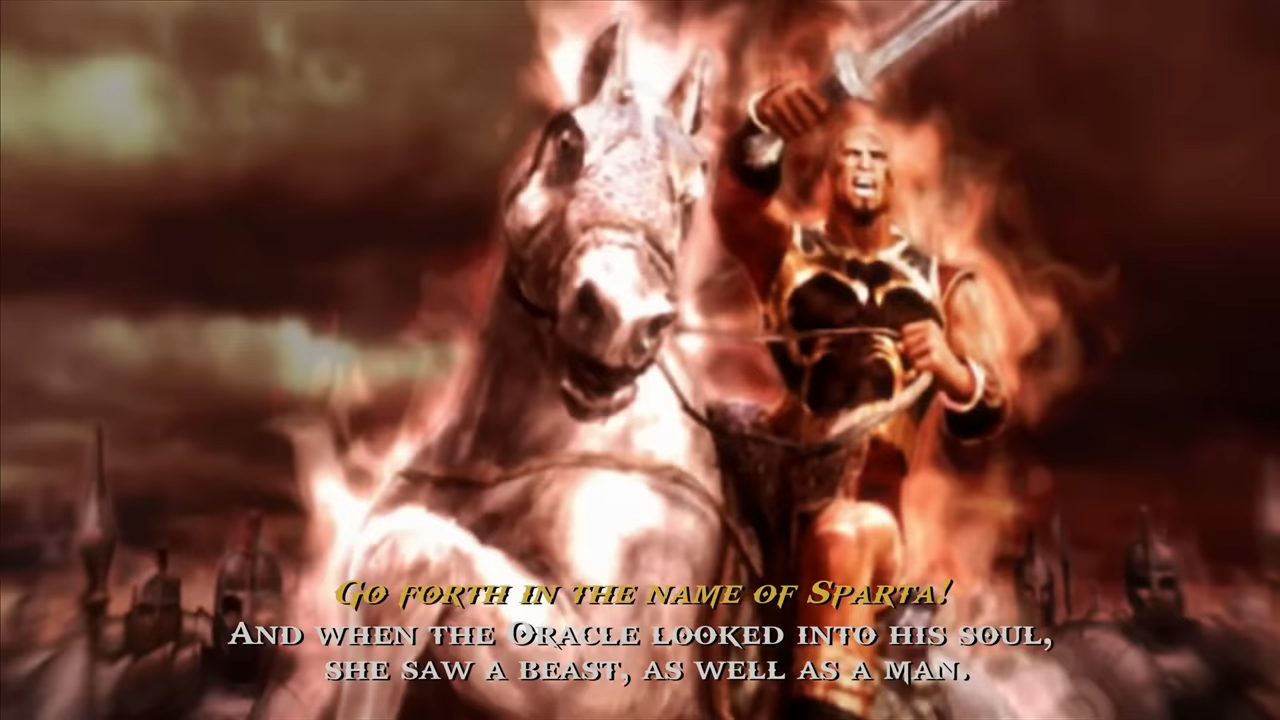 Go forth in the name of Sparta!
And when the Oracle looked into his soul,
she saw a beast, as well as a man.